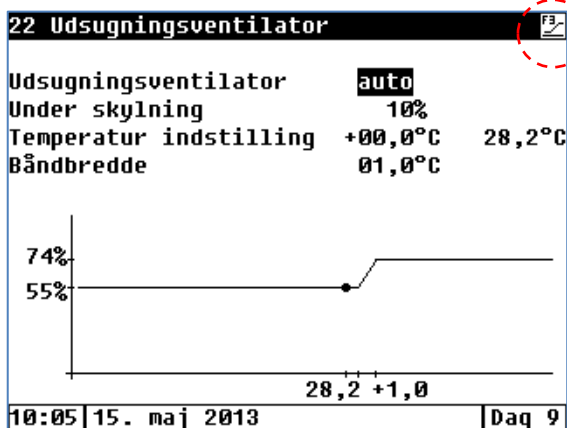 22 Udsugningsventilator F3
Udsugningsventilator auto
Under skylning 10%
Temperatur indstilling +00,0°C 28,2°C
Båndbredde 01,0°C
74%
55%
28,2 +1,0
10:05 15. maj 2013 Dag 9